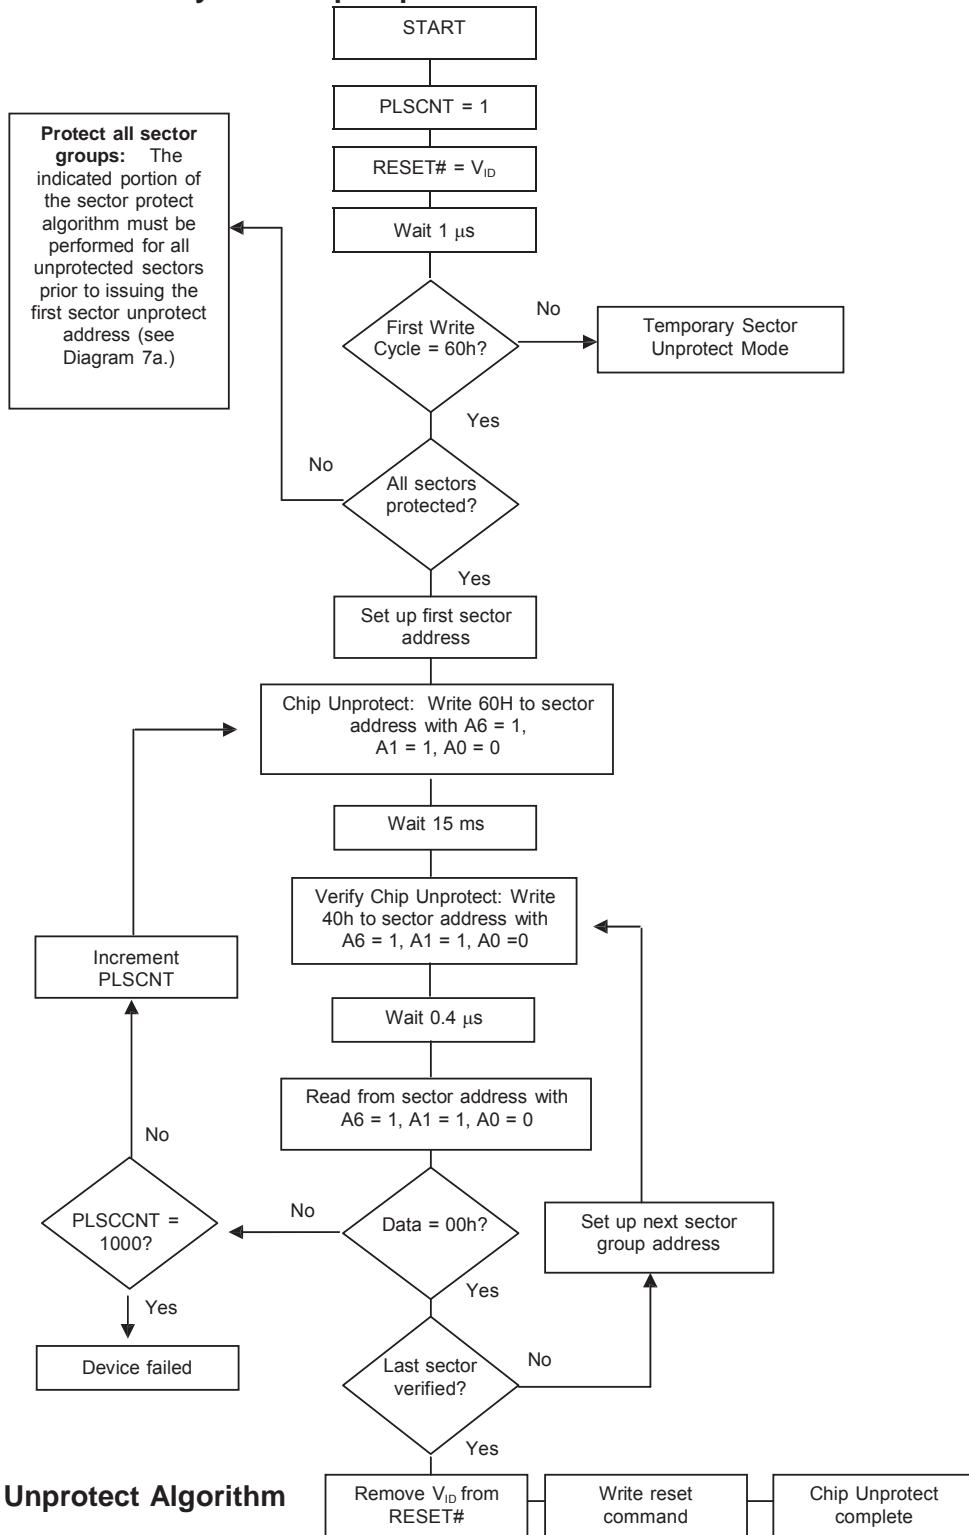 START
PLSCNT = 1
RESET# = VID
Wait 1 μs
Protect all sector
groups: The
indicated portion of
the sector protect
algorithm must be
performed for all
unprotected sectors
prior to issuing the
first sector unprotect
address (see
Diagram 7a.)
First Write
Cycle = 60h?
No
Temporary Sector
Unprotect Mode
Yes
No
All sectors
protected?
Yes
Set up first sector
address
Chip Unprotect: Write 60H to sector
address with A6 = 1,
A1 = 1, A0 = 0
Wait 15 ms
Verify Chip Unprotect: Write
40h to sector address with
A6 = 1, A1 = 1, A0 =0
Increment
PLSCNT
Wait 0.4 μs
Read from sector address with
A6 = 1, A1 = 1, A0 = 0
No
PLSCCNT =
1000?
No
Data = 00h?
Set up next sector
group address
Yes
Yes
Device failed
Last sector
verified?
No
Yes
Unprotect Algorithm
Remove VID from
RESET#
Write reset
command
Chip Unprotect
complete